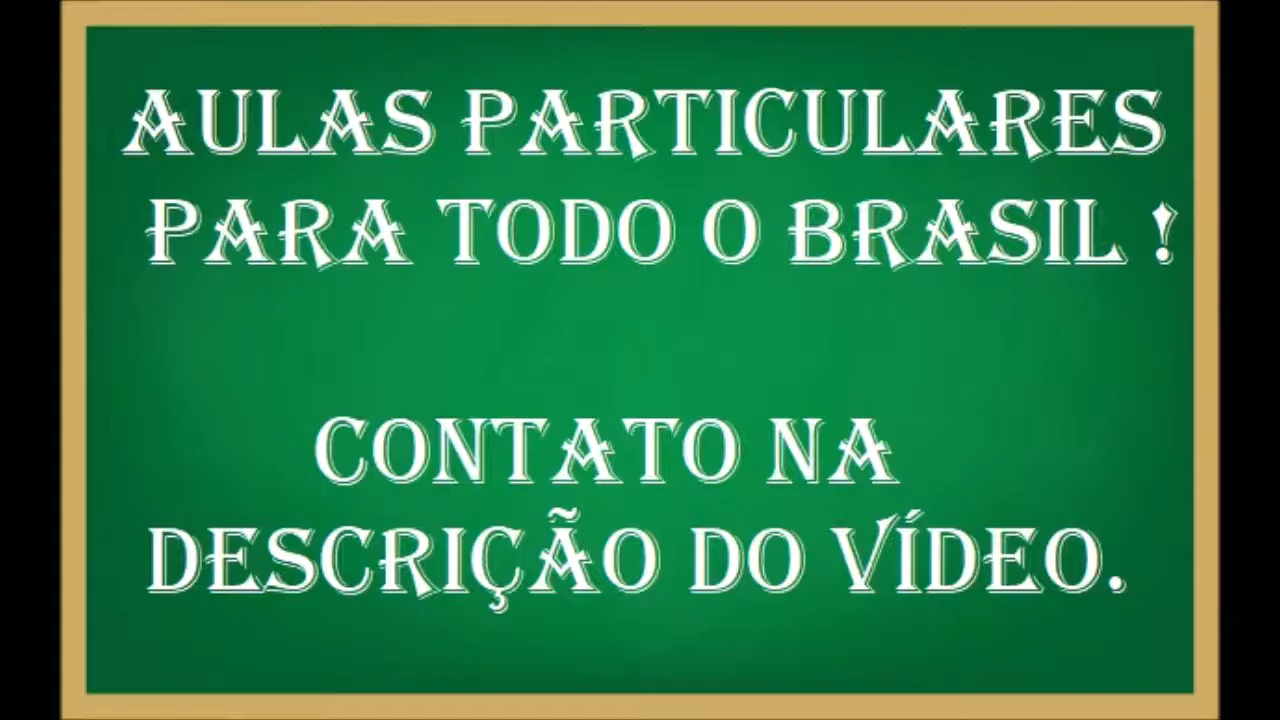 AULAS PARTICULARES
PARA TODO O BRASIL !
CONTATO NA
DESCRIÇÃO DO VÍDEO.